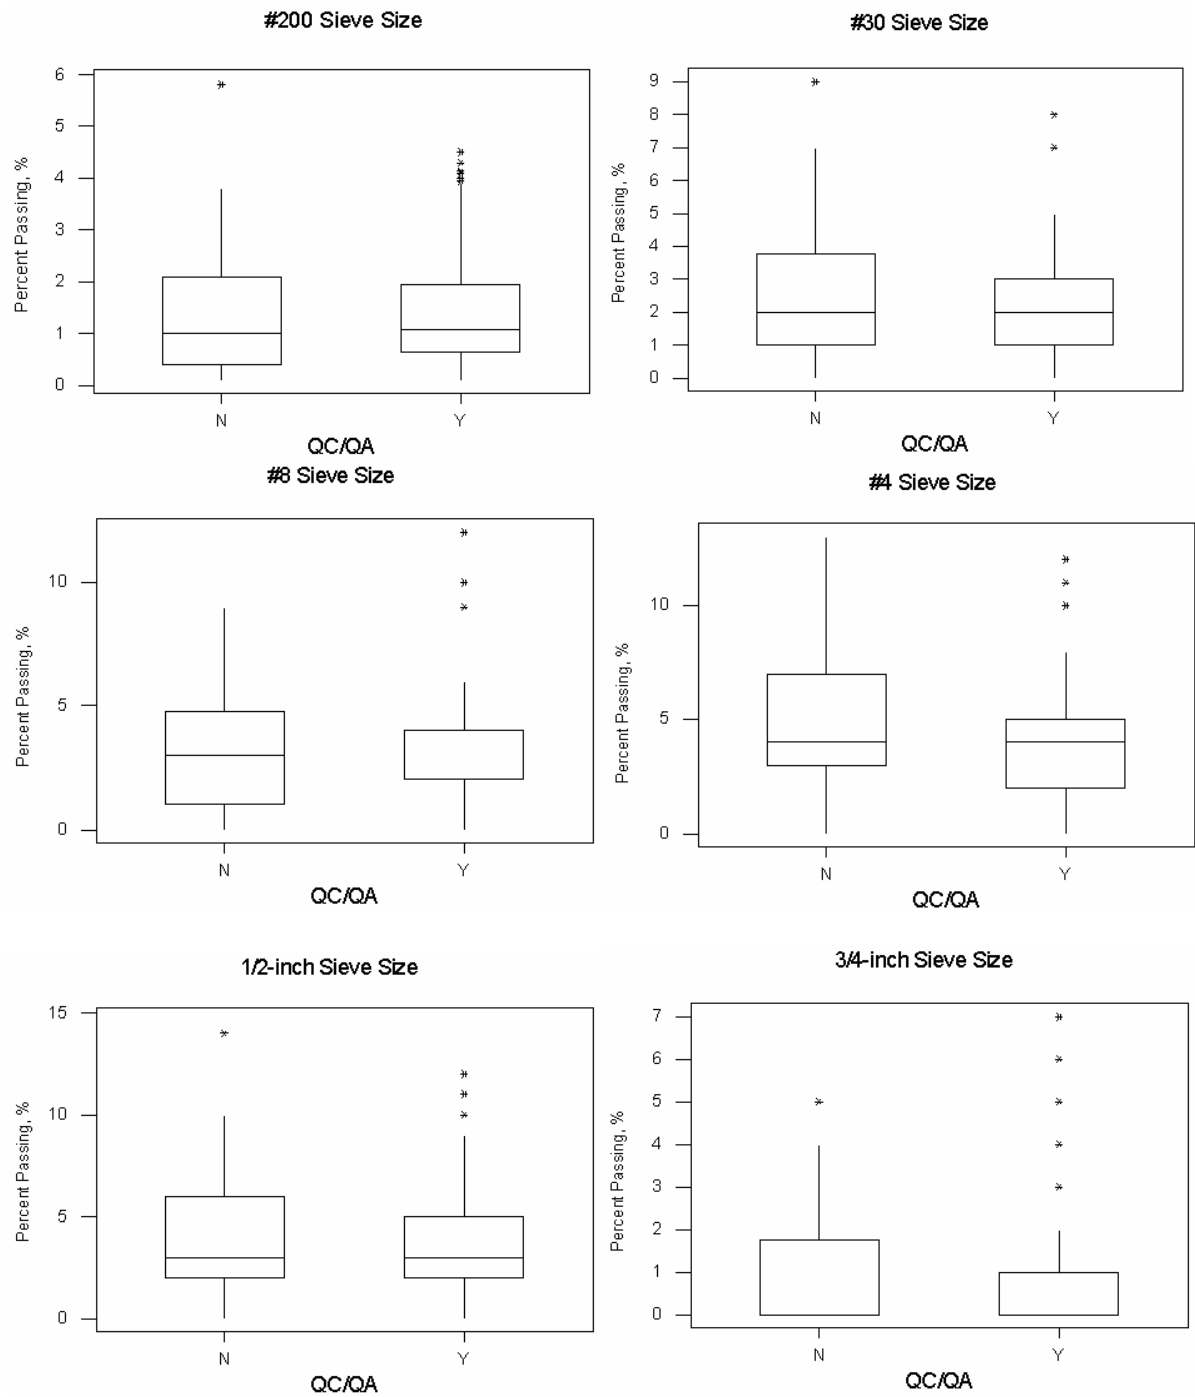 #200 Sieve Size
6
5
4
3
2
1
0
Percent Passing, %
N
Y
QC/QA
#30 Sieve Size
9
8
7
6
5
4
3
2
1
0
Percent Passing, %
N
Y
QC/QA
#8 Sieve Size
10
5
0
Percent Passing, %
N
Y
QC/QA
#4 Sieve Size
10
5
0
Percent Passing, %
N
Y
QC/QA
1/2-inch Sieve Size
15
10
5
0
Percent Passing, %
N
Y
QC/QA
3/4-inch Sieve Size
7
6
5
4
3
2
1
0
Percent Passing, %
N
Y
QC/QA